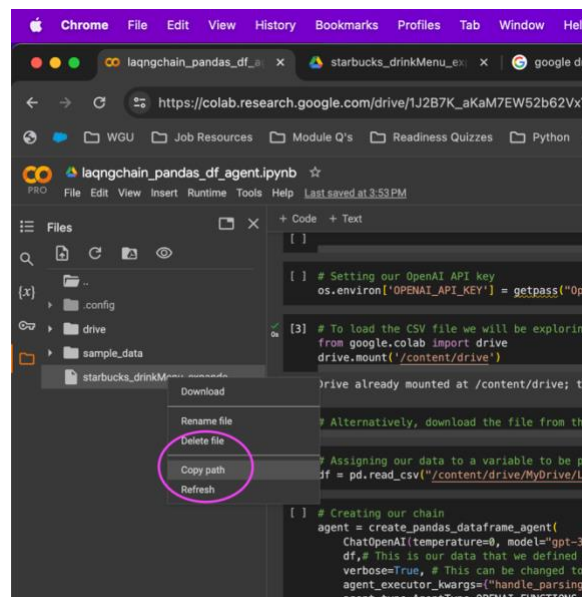 Chrome File Edit View History Bookmarks Profiles Tab Window Hel
laqngchain_pandas_df_a
starbucks_drinkMenu_ex
google d
https://colab.research.google.com/drive/1J2B7K_aKaM7EW52b62Vx
WGU Job Resources Module Q's Readiness Quizzes Python
CO laqngchain_pandas_df_agent.ipynb
PRO File Edit View Insert Runtime Tools Help Last saved at 3:53 PM
Files
+ Code + Text
[ ]
..
[ ] # Setting our OpenAI API key
{x}
os.environ['OPENAI_API_KEY'] = getpass("Op
.config
drive
[3] # To load the CSV file we will be explorin
0s
from google.colab import drive
sample_data
drive.mount('/content/drive')
starbucks_drinkMenu_expande
Drive already mounted at /content/drive; t
Download
Rename file
# Alternatively, download the file from th
Delete file
# Assigning our data to a variable to be p
Copy path
df = pd.read_csv("/content/drive/MyDrive/L
Refresh
[ ] # Creating our chain
agent = create_pandas_dataframe_agent(
ChatOpenAI(temperature=0, model="gpt-3
df,# This is our data that we defined
verbose=True, # This can be changed to
agent_executor_kwargs={"handle_parsing
agent_type=AgentType.OPENAI_FUNCTIONS